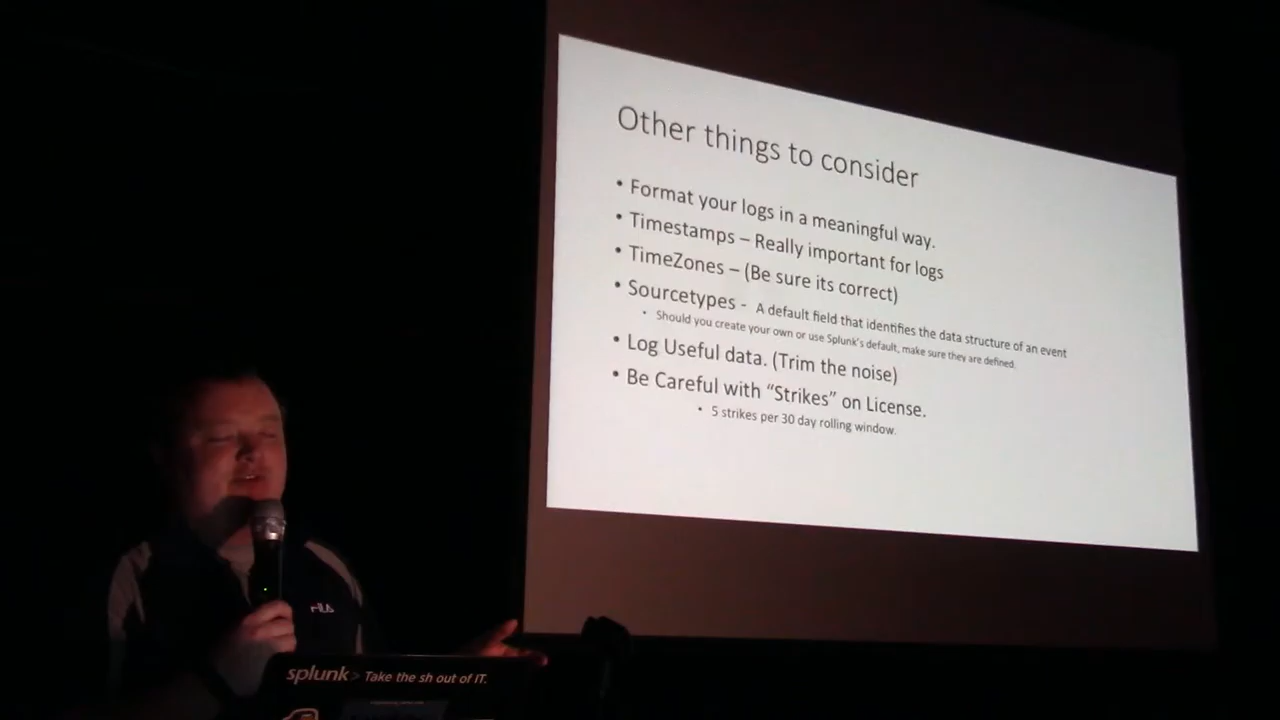 Other things to consider
• Format your logs in a meaningful way.
• Timestamps – Really important for logs
• TimeZones – (Be sure its correct)
• Sourcetypes - A default field that identifies the data structure of an event
• Should you create your own or use Splunk's default, make sure they are defined.
• Log Useful data. (Trim the noise)
• Be Careful with “Strikes” on License.
• 5 strikes per 30 day rolling window.
FILA
splunk> Take the sh out of IT.